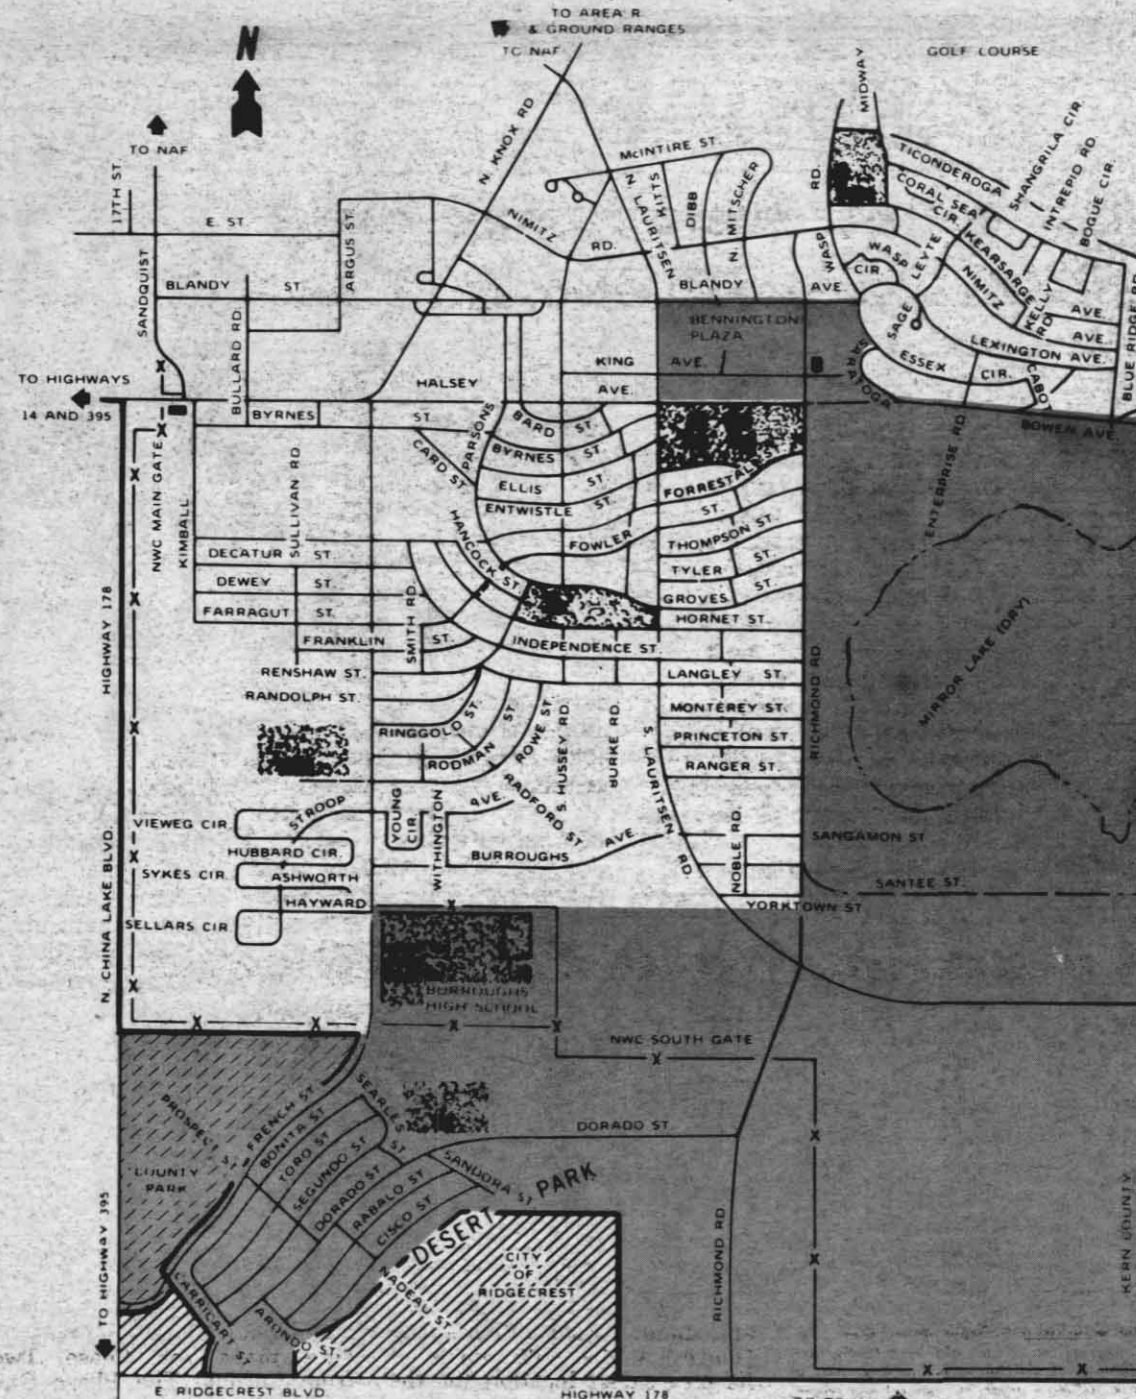 TO AREA R
& GROUND RANGES
TO NAF
N
MIDWAY
GOLF COURSE
TO NAF
17TH ST.
E. ST
SANDQUIST
ARGUS ST.
BLANDY ST
BULLARD RD.
N. KNOX RD
McINTIRE ST.
NIMITZ RD.
N. LAURITSEN
KITTS
DIBB
N. MITSCHER
BLANDY AVE.
RD.
WASP
TICONDEROGA
CORAL SEA CIR.
SHANGRILA CIR.
INTREPID RD
BOGUE CIR.
WASP CIR
LEYTE
KEARSARGE AVE.
NIMITZ AVE.
KELLY RD
LEXINGTON AVE.
BLUE RIDGE RD
SAGE
ESSEX CIR.
CABOT
SARATOGA
BOWEN AVE.
BENNINGTON
PLAZA
KING AVE.
HALSEY AVE.
TO HIGHWAYS
14 AND 395
BYRNES ST.
PARSONS
BARD ST.
BYRNES ST.
CARD ST
ELLIS ST.
ENTWISTLE ST.
FORRESTAL ST.
FOWLER
THOMPSON ST.
TYLER ST.
GROVES ST.
HORNET ST.
HANCOCK ST.
NWC MAIN GATE
KIMBALL
SULLIVAN RD
ENTERPRISE RD
DECATUR ST.
DEWEY ST.
FARRAGUT ST.
FRANKLIN ST.
SMITH RD.
INDEPENDENCE ST.
RENSHAW ST.
RANDOLPH ST.
LANGLEY ST.
MONTEREY ST.
PRINCETON ST.
RANGER ST.
RINGGOLD ST.
RODMAN ST
ROWE ST.
S. HUSSEY RD.
BURKE RD.
S. LAURITSEN RD.
RICHMOND RD
MIRROR LAKE (DRY)
HIGHWAY 178
VIEWEG CIR.
STROOP AVE.
YOUNG CIR.
WITHINGTON
RADFORD ST
HUBBARD CIR.
BURROUGHS AVE.
NOBLE RD.
SANGAMON ST
SYKES CIR.
ASHWORTH
HAYWARD
SANTEE ST.
YORKTOWN ST
SELLARS CIR
N. CHINA LAKE BLVD.
BURROUGHS
HIGH SCHOOL
NWC SOUTH GATE
PROSPECT ST
FRENCH ST.
BONITA ST
TORO ST
SEGUNDO ST
DORADO ST
RABALO ST
CISCO ST
SEARLES ST
DORADO ST.
SANDORA ST
COUNTY
PARK
DESERT PARK
CITY
OF
RIDGECREST
NADEAU ST.
LARRICART ST
ARONDO ST.
RICHMOND RD
KERN COUNTY
TO HIGHWAY 395
E RIDGECREST BLVD
HIGHWAY 178